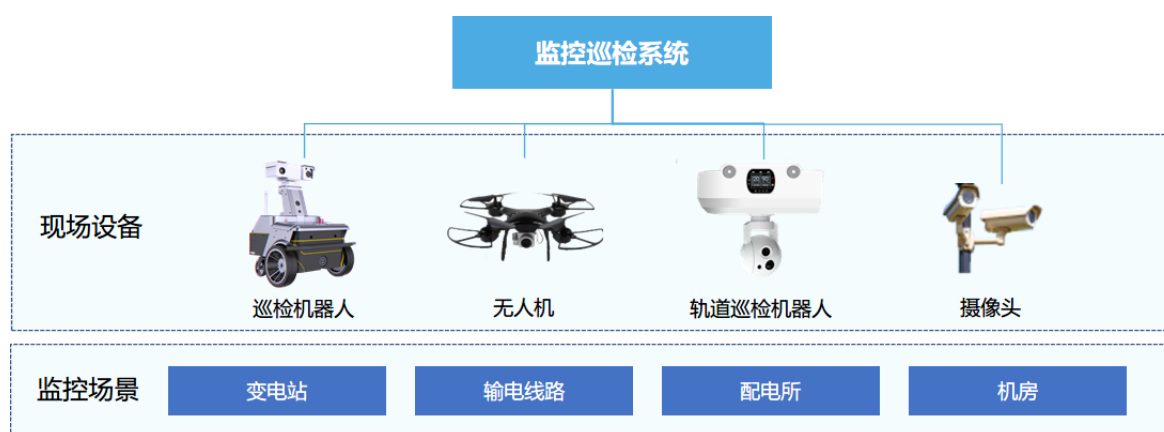 监控巡检系统
现场设备
巡检机器人
无人机
轨道巡检机器人
摄像头
监控场景
变电站
输电线路
配电所
机房